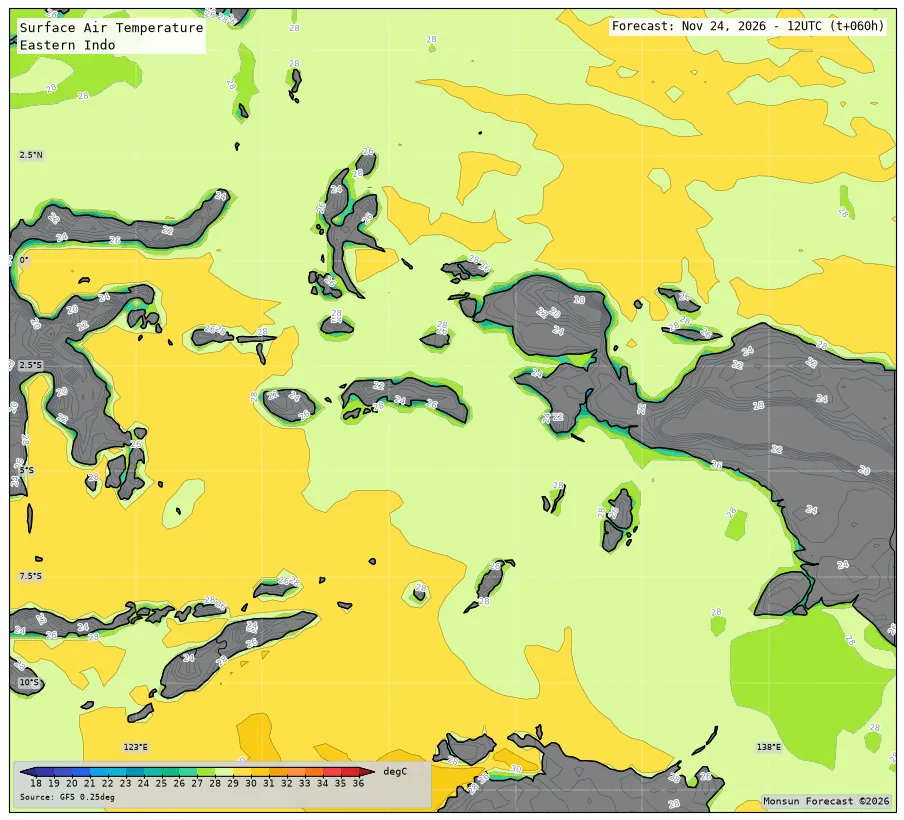 Surface Air Temperature
Eastern Indo
Forecast: Nov 24, 2026 - 12UTC (t+060h)
2.5°N
0°
2.5°S
5°S
7.5°S
10°S
123°E
138°E
18 19 20 21 22 23 24 25 26 27 28 29 30 31 32 33 34 35 36
degC
Source: GFS 0.25deg
Monsun Forecast ©2026